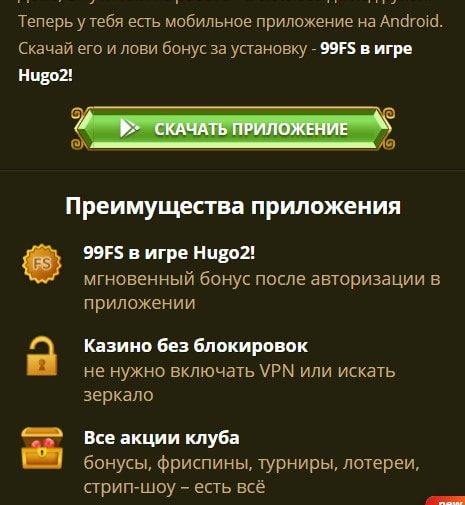 Теперь у тебя есть мобильное приложение на Android.
Скачай его и лови бонус за установку - 99FS в игре
Hugo2!
СКАЧАТЬ ПРИЛОЖЕНИЕ
Преимущества приложения
FS
99FS в игре Hugo2!
мгновенный бонус после авторизации в
приложении
Казино без блокировок
не нужно включать VPN или искать
зеркало
Все акции клуба
бонусы, фриспины, турниры, лотереи,
стрип-шоу – есть всё
new